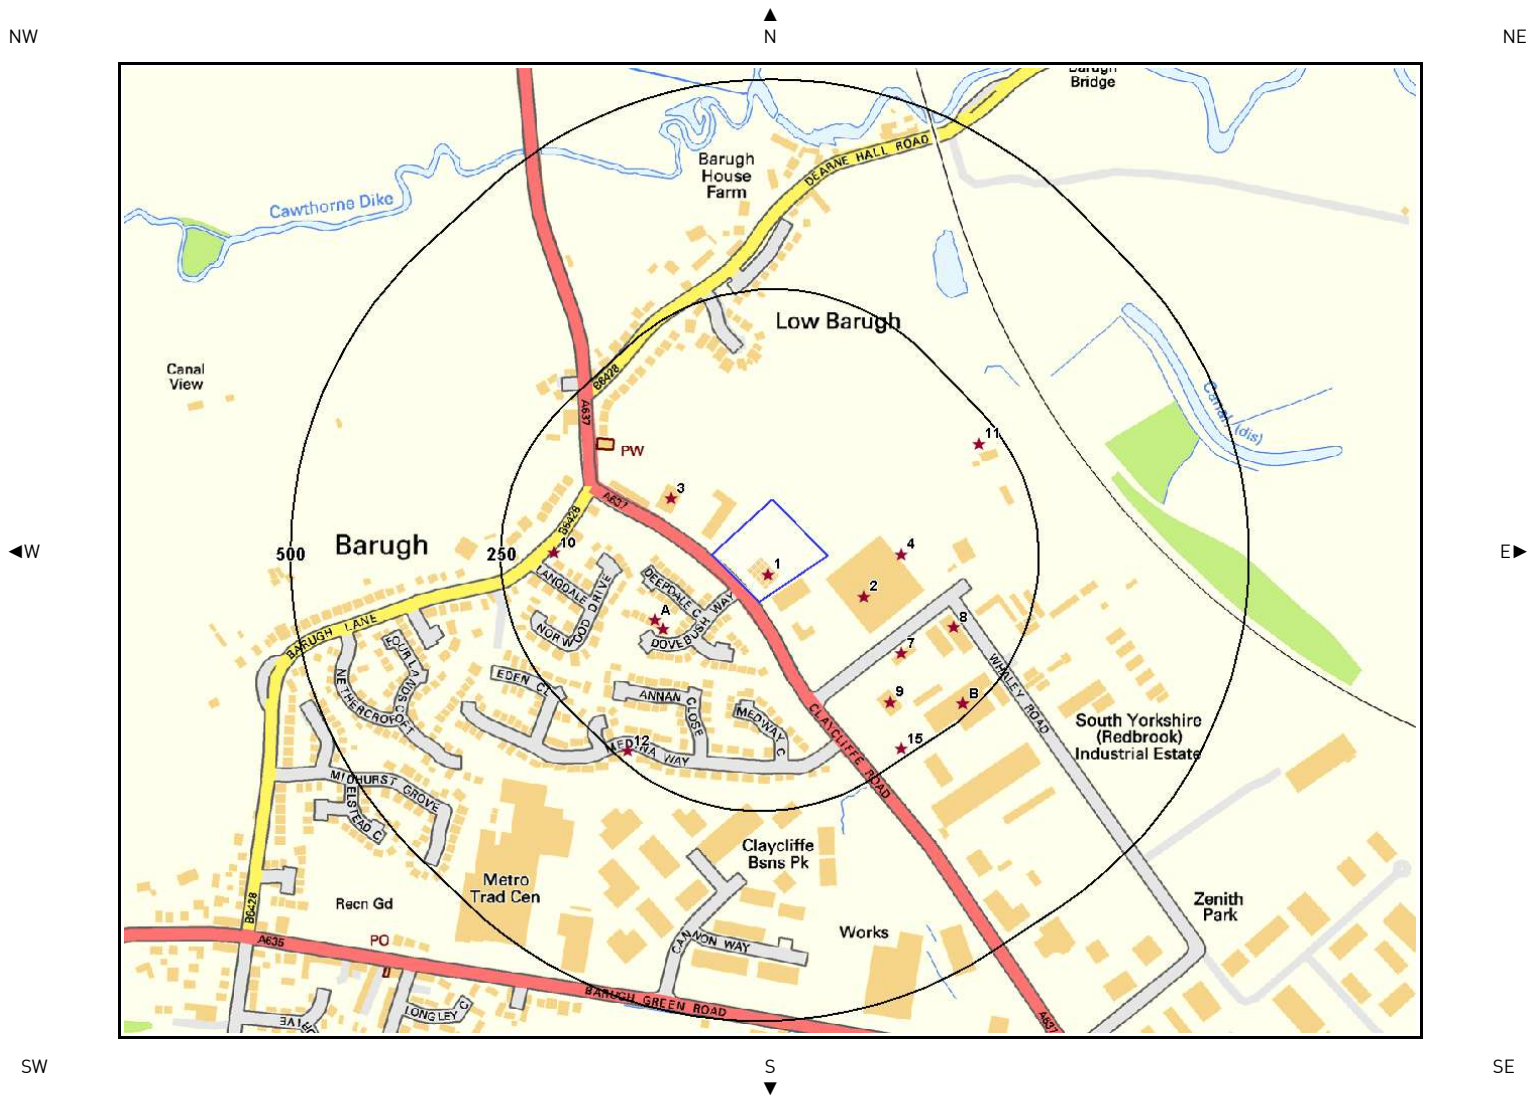 NW
N
NE
Barugh
Bridge
DEARNE HALL ROAD
Barugh
House
Farm
Cawthorne Dike
Low Barugh
Canal
View
B6428
A637
Canal (dis)
PW
11
3
A637
B6428
W
500
Barugh
250
10
4
E
1
2
LANGDALE
DEEPDALE C
NORWOOD DRIVE
A
DOVEBUSH WAY
BARUGH LANE
8
7
FOURLANDS C
NETHERCROFT
EDEN C
WHALEY ROAD
ANNAN CLOSE
9
B
MEDWAY C
CLAYCLIFFE ROAD
South Yorkshire
(Redbrook)
Industrial Estate
12
MEDINA WAY
15
MIDHURST GROVE
ELSTEAD C
Claycliffe
Bsns Pk
Metro
Trad Cen
Recn Gd
Zenith
Park
B6428
Works
A635
PO
CANNON WAY
BARUGH GREEN ROAD
LONGLEY C
A637
SW
S
SE